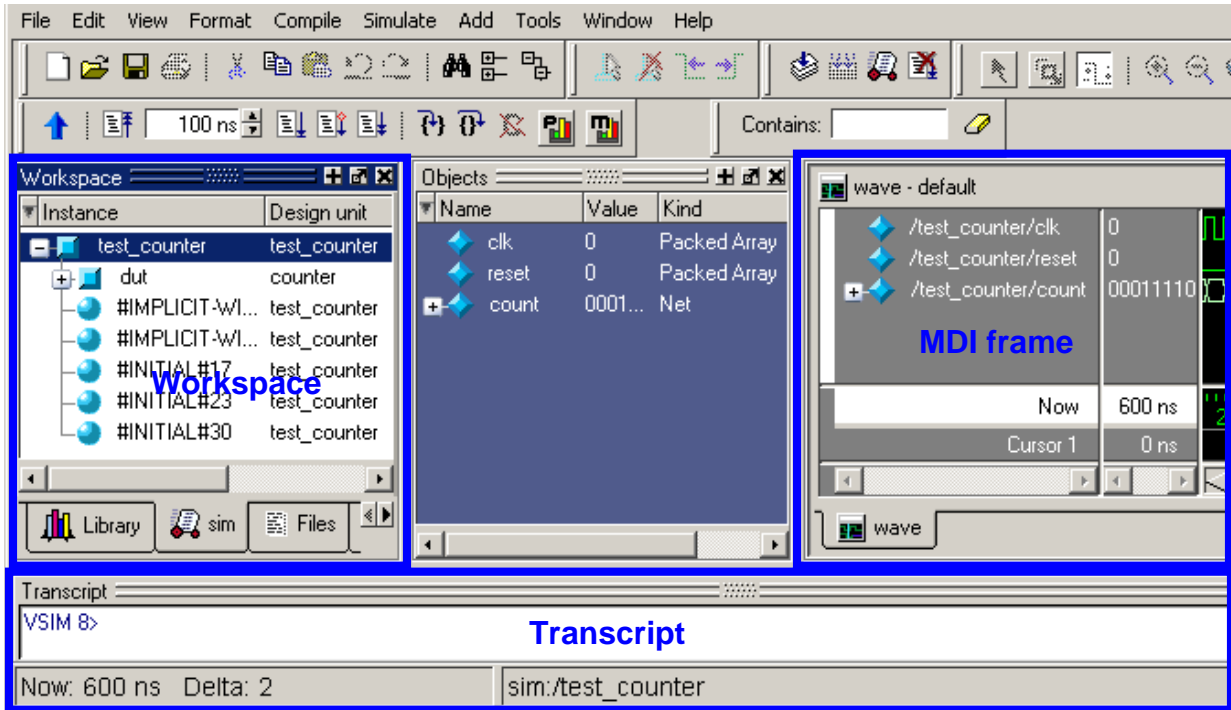 File Edit View Format Compile Simulate Add Tools Window Help
100 ns
Contains:
Workspace
Instance Design unit
test_counter test_counter
dut counter
#IMPLICIT-WI... test_counter
#IMPLICIT-WI... test_counter
#INITIAL#17 test_counter
#INITIAL#23 test_counter
#INITIAL#30 test_counter
Workspace
Library sim Files
Objects
Name Value Kind
clk 0 Packed Array
reset 0 Packed Array
count 0001... Net
wave - default
/test_counter/clk 0
/test_counter/reset 0
/test_counter/count 00011110
MDI frame
Now 600 ns 2
Cursor 1 0 ns
wave
Transcript
VSIM 8>
Transcript
Now: 600 ns Delta: 2 sim:/test_counter